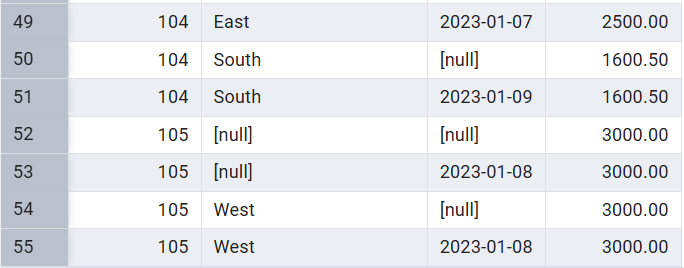 49 104 East 2023-01-07 2500.00
50 104 South [null] 1600.50
51 104 South 2023-01-09 1600.50
52 105 [null] [null] 3000.00
53 105 [null] 2023-01-08 3000.00
54 105 West [null] 3000.00
55 105 West 2023-01-08 3000.00